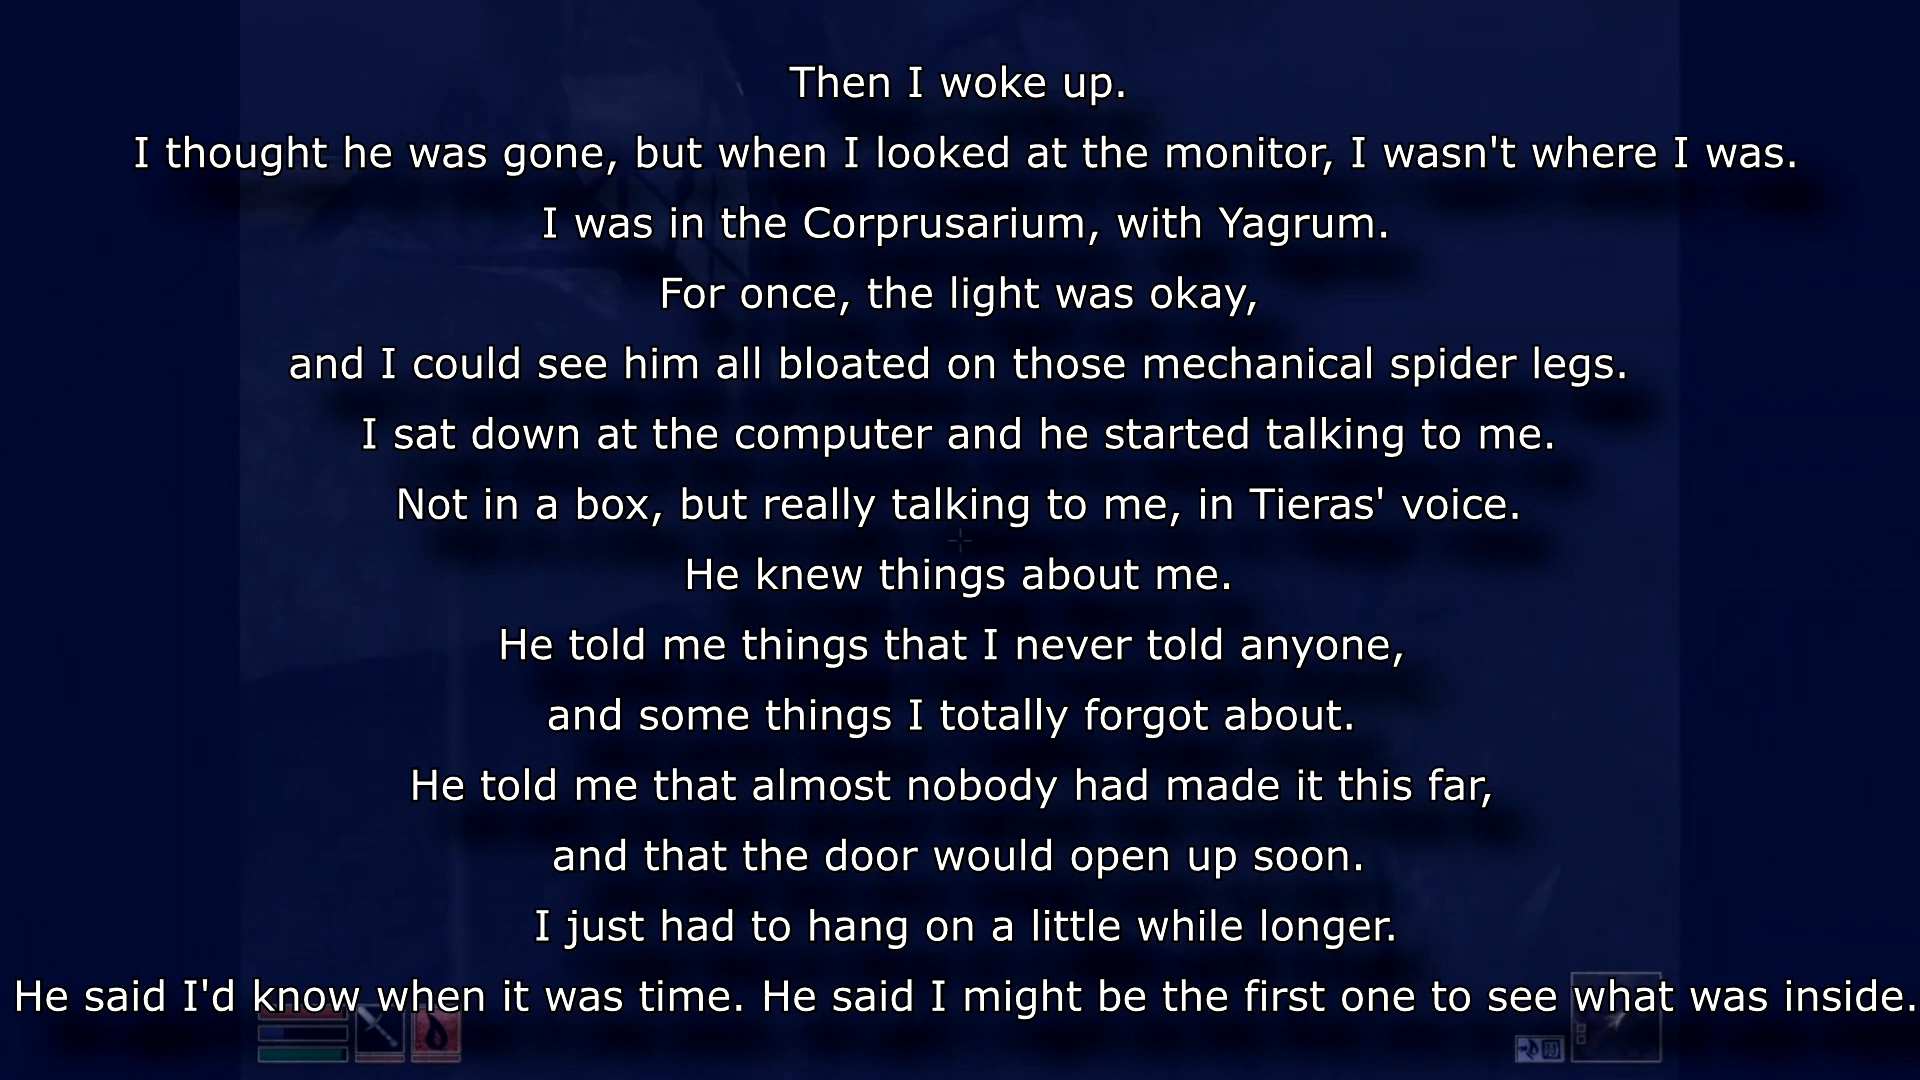 Then I woke up.
I thought he was gone, but when I looked at the monitor, I wasn't where I was.
I was in the Corprusarium, with Yagrum.
For once, the light was okay,
and I could see him all bloated on those mechanical spider legs.
I sat down at the computer and he started talking to me.
Not in a box, but really talking to me, in Tieras' voice.
He knew things about me.
He told me things that I never told anyone,
and some things I totally forgot about.
He told me that almost nobody had made it this far,
and that the door would open up soon.
I just had to hang on a little while longer.
He said I'd know when it was time. He said I might be the first one to see what was inside.